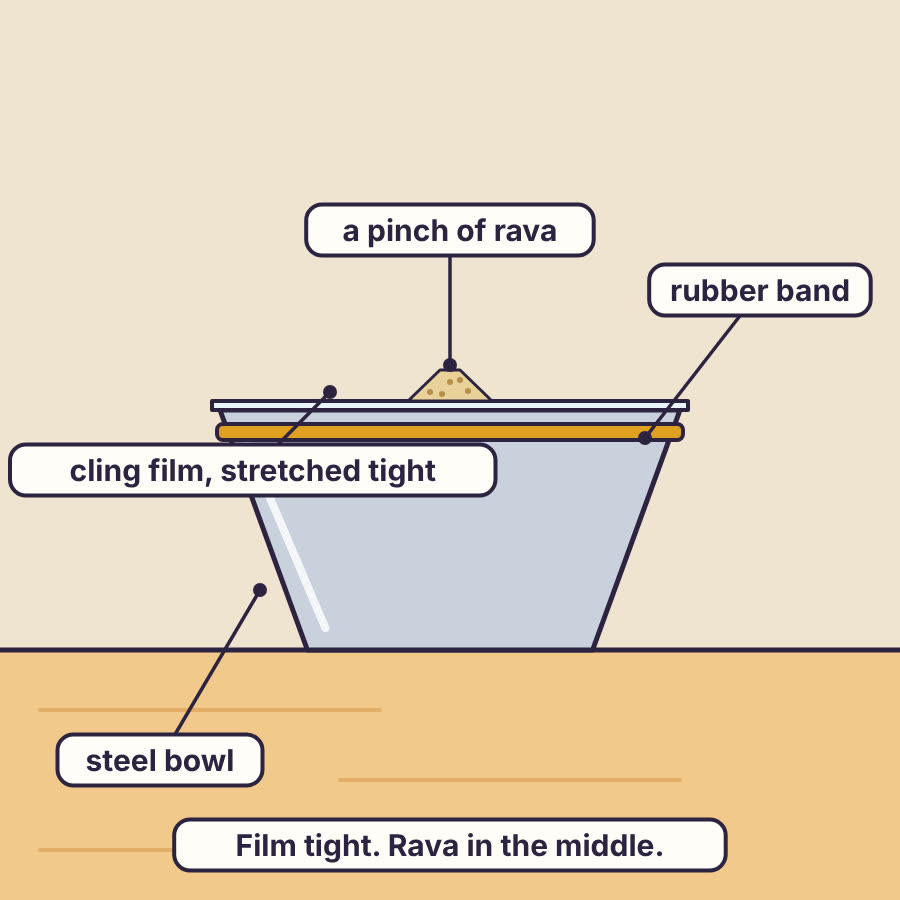 a pinch of rava
rubber band
cling film, stretched tight
steel bowl
Film tight. Rava in the middle.